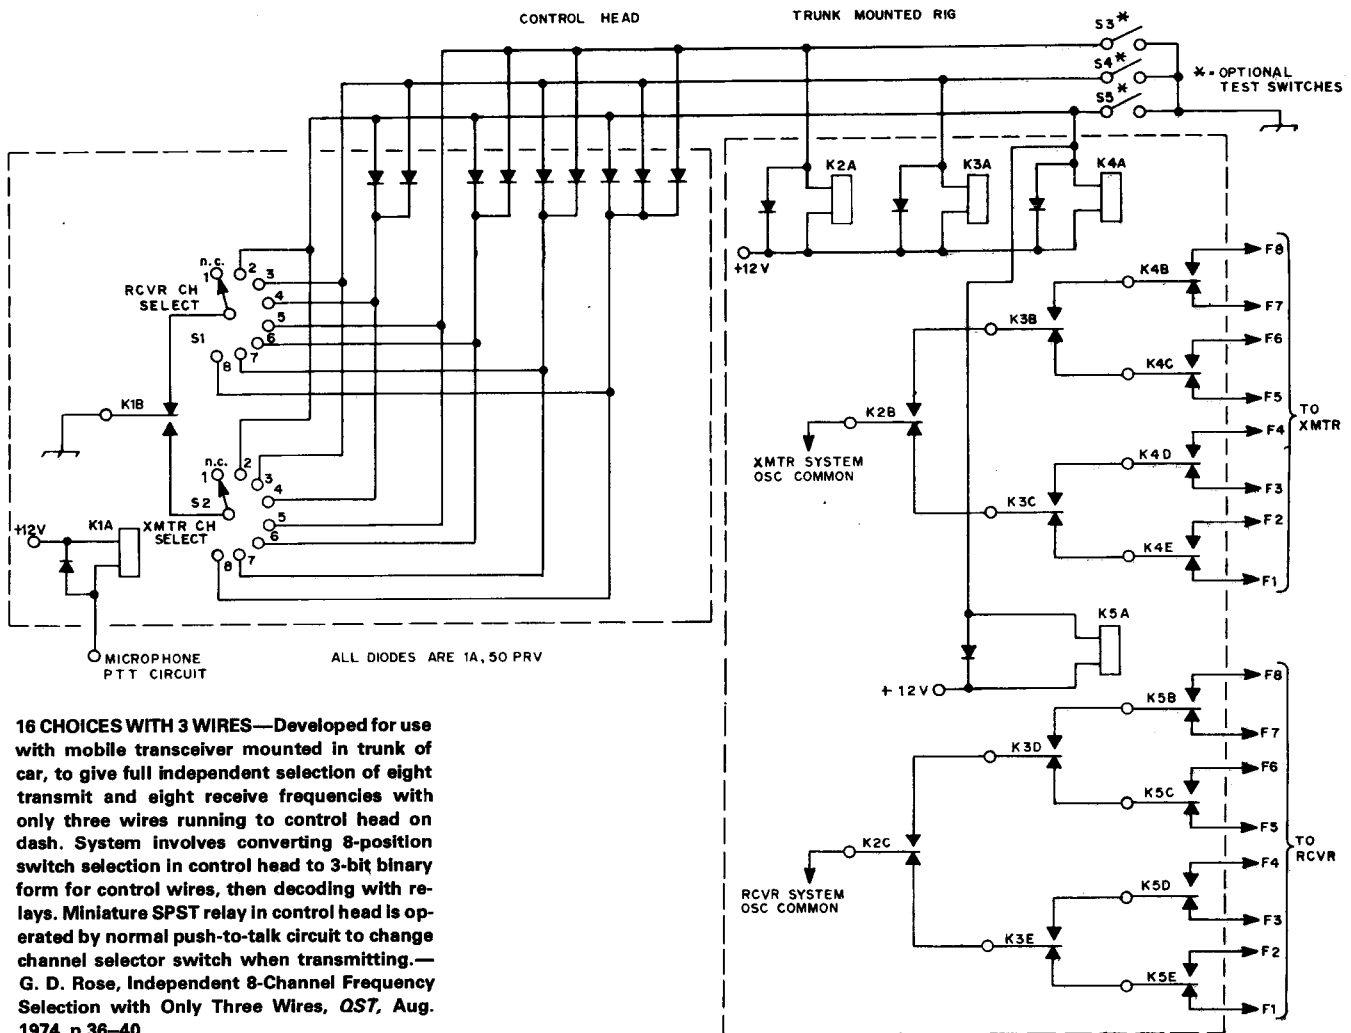 CONTROL HEAD
TRUNK MOUNTED RIG
S3*
S4*
S5*
*= OPTIONAL
TEST SWITCHES
K2A
K3A
K4A
+12V
n.c.
1
2
3
4
5
6
7
8
RCVR CH
SELECT
S1
K1B
n.c.
1
2
3
4
5
6
7
8
S2
XMTR CH
SELECT
+12V
K1A
MICROPHONE
PTT CIRCUIT
ALL DIODES ARE 1A, 50 PRV
K2B
XMTR SYSTEM
OSC COMMON
K3B
K3C
K4B
K4C
K4D
K4E
F8
F7
F6
F5
F4
F3
F2
F1
TO
XMTR
K5A
+ 12V
K2C
RCVR SYSTEM
OSC COMMON
K3D
K3E
K5B
K5C
K5D
K5E
F8
F7
F6
F5
F4
F3
F2
F1
TO
RCVR
16 CHOICES WITH 3 WIRES—Developed for use
with mobile transceiver mounted in trunk of
car, to give full independent selection of eight
transmit and eight receive frequencies with
only three wires running to control head on
dash. System involves converting 8-position
switch selection in control head to 3-bit binary
form for control wires, then decoding with re-
lays. Miniature SPST relay in control head is op-
erated by normal push-to-talk circuit to change
channel selector switch when transmitting.—
G. D. Rose, Independent 8-Channel Frequency
Selection with Only Three Wires, QST, Aug.
1974, p 36–40.